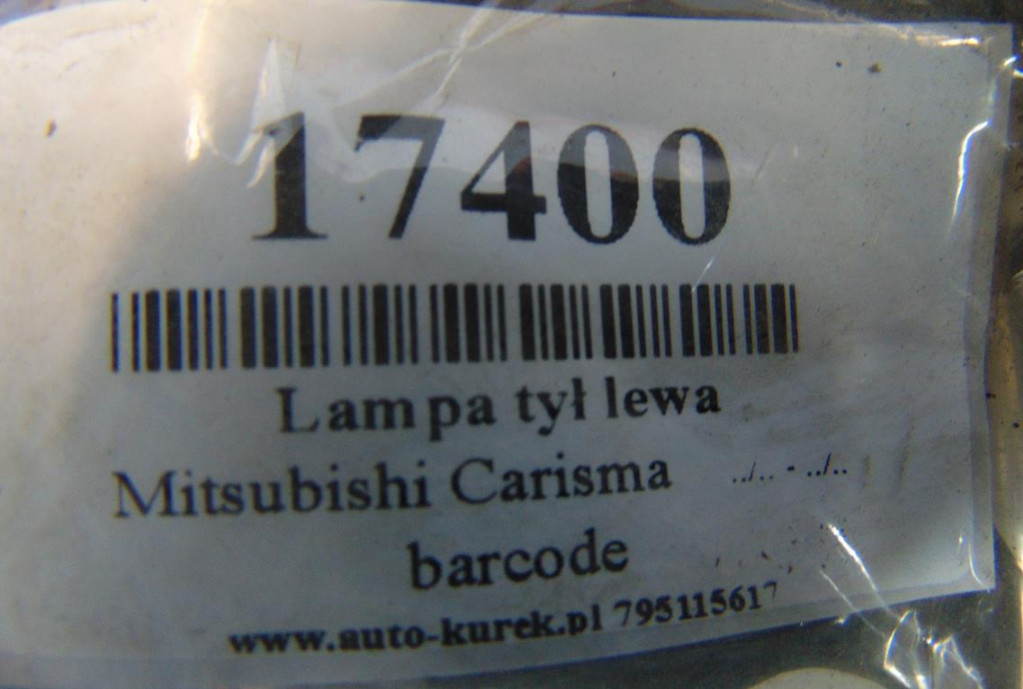 17400
Lampa tył lewa
Mitsubishi Carisma ../.. - ../..
barcode
www.auto-kurek.pl 795115617